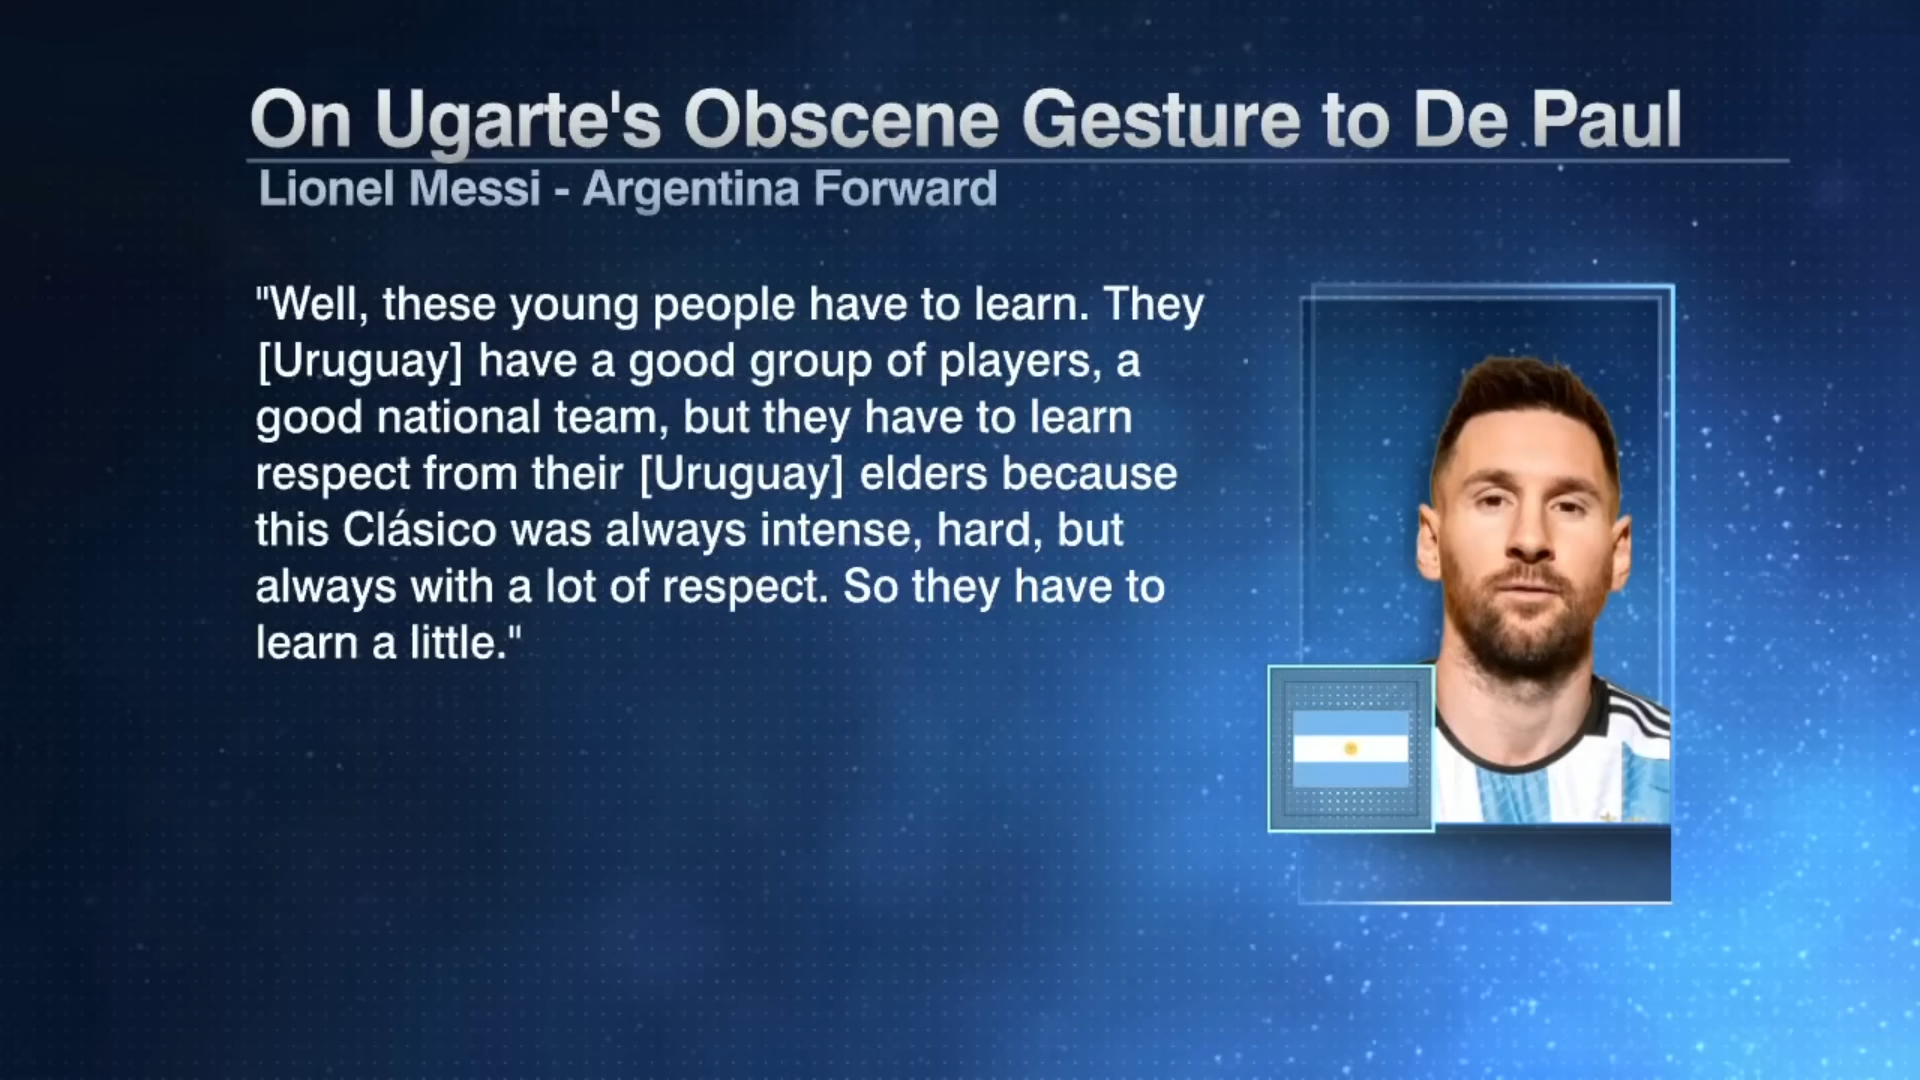 On Ugarte's Obscene Gesture to De Paul
Lionel Messi - Argentina Forward
"Well, these young people have to learn. They
[Uruguay] have a good group of players, a
good national team, but they have to learn
respect from their [Uruguay] elders because
this Clásico was always intense, hard, but
always with a lot of respect. So they have to
learn a little."